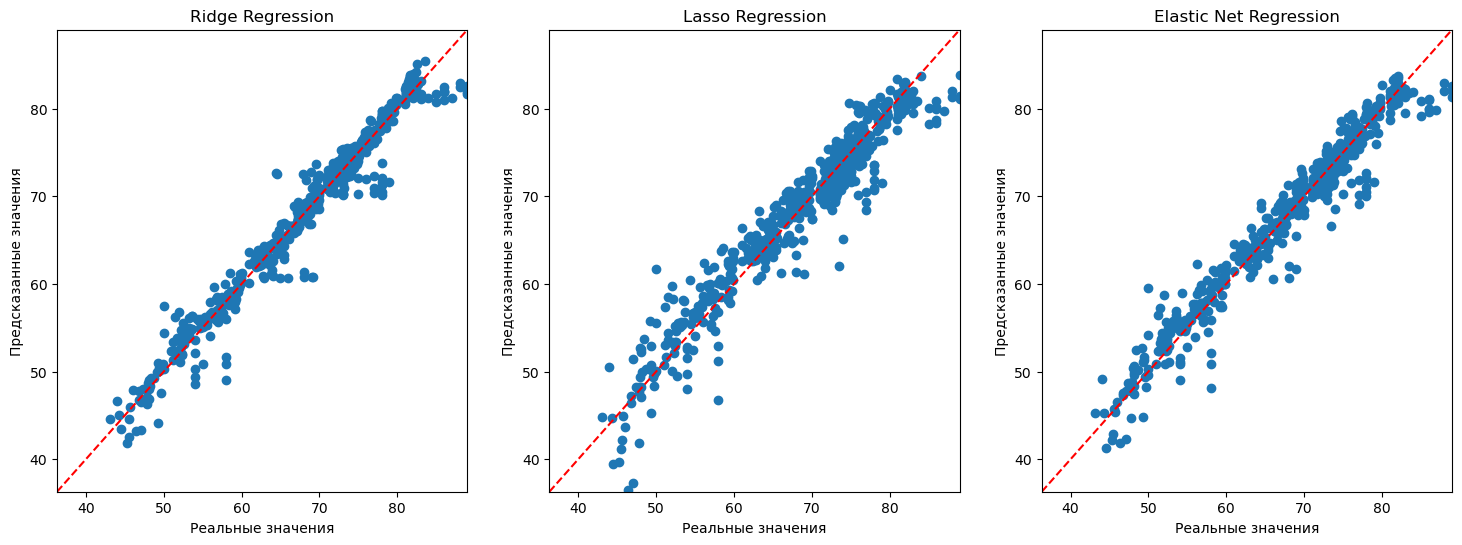 Ridge Regression
Lasso Regression
Elastic Net Regression
Предсказанные значения
80
70
60
50
40
40 50 60 70 80
Реальные значения
Предсказанные значения
80
70
60
50
40
40 50 60 70 80
Реальные значения
Предсказанные значения
80
70
60
50
40
40 50 60 70 80
Реальные значения